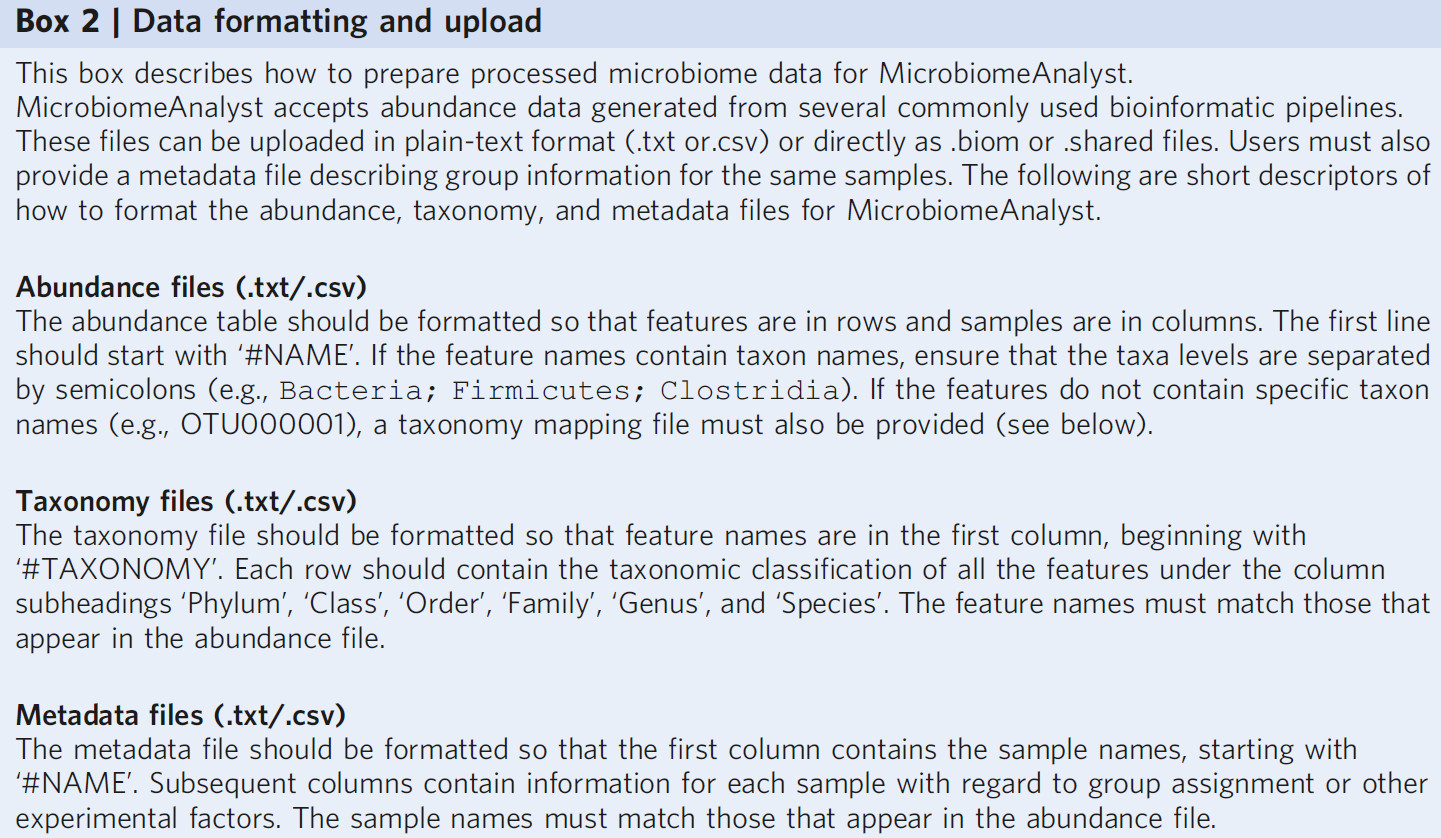 Box 2 | Data formatting and upload
This box describes how to prepare processed microbiome data for MicrobiomeAnalyst.
MicrobiomeAnalyst accepts abundance data generated from several commonly used bioinformatic pipelines.
These files can be uploaded in plain-text format (.txt or.csv) or directly as .biom or .shared files. Users must also
provide a metadata file describing group information for the same samples. The following are short descriptors of
how to format the abundance, taxonomy, and metadata files for MicrobiomeAnalyst.
Abundance files (.txt/.csv)
The abundance table should be formatted so that features are in rows and samples are in columns. The first line
should start with ‘#NAME’. If the feature names contain taxon names, ensure that the taxa levels are separated
by semicolons (e.g., Bacteria; Firmicutes; Clostridia). If the features do not contain specific taxon
names (e.g., OTU000001), a taxonomy mapping file must also be provided (see below).
Taxonomy files (.txt/.csv)
The taxonomy file should be formatted so that feature names are in the first column, beginning with
‘#TAXONOMY’. Each row should contain the taxonomic classification of all the features under the column
subheadings ‘Phylum’, ‘Class’, ‘Order’, ‘Family’, ‘Genus’, and ‘Species’. The feature names must match those that
appear in the abundance file.
Metadata files (.txt/.csv)
The metadata file should be formatted so that the first column contains the sample names, starting with
‘#NAME’. Subsequent columns contain information for each sample with regard to group assignment or other
experimental factors. The sample names must match those that appear in the abundance file.